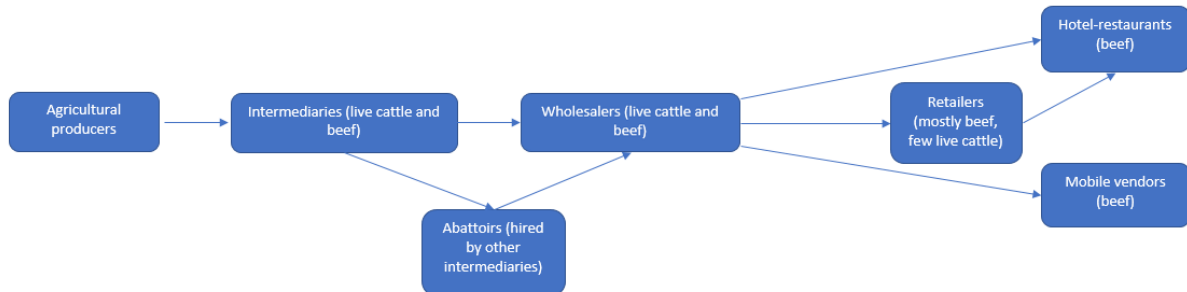 Agricultural
producers
Intermediaries (live cattle and
beef)
Abattoirs (hired
by other
intermediaries)
Wholesalers (live cattle and
beef)
Retailers
(mostly beef,
few live cattle)
Hotel-restaurants
(beef)
Mobile vendors
(beef)